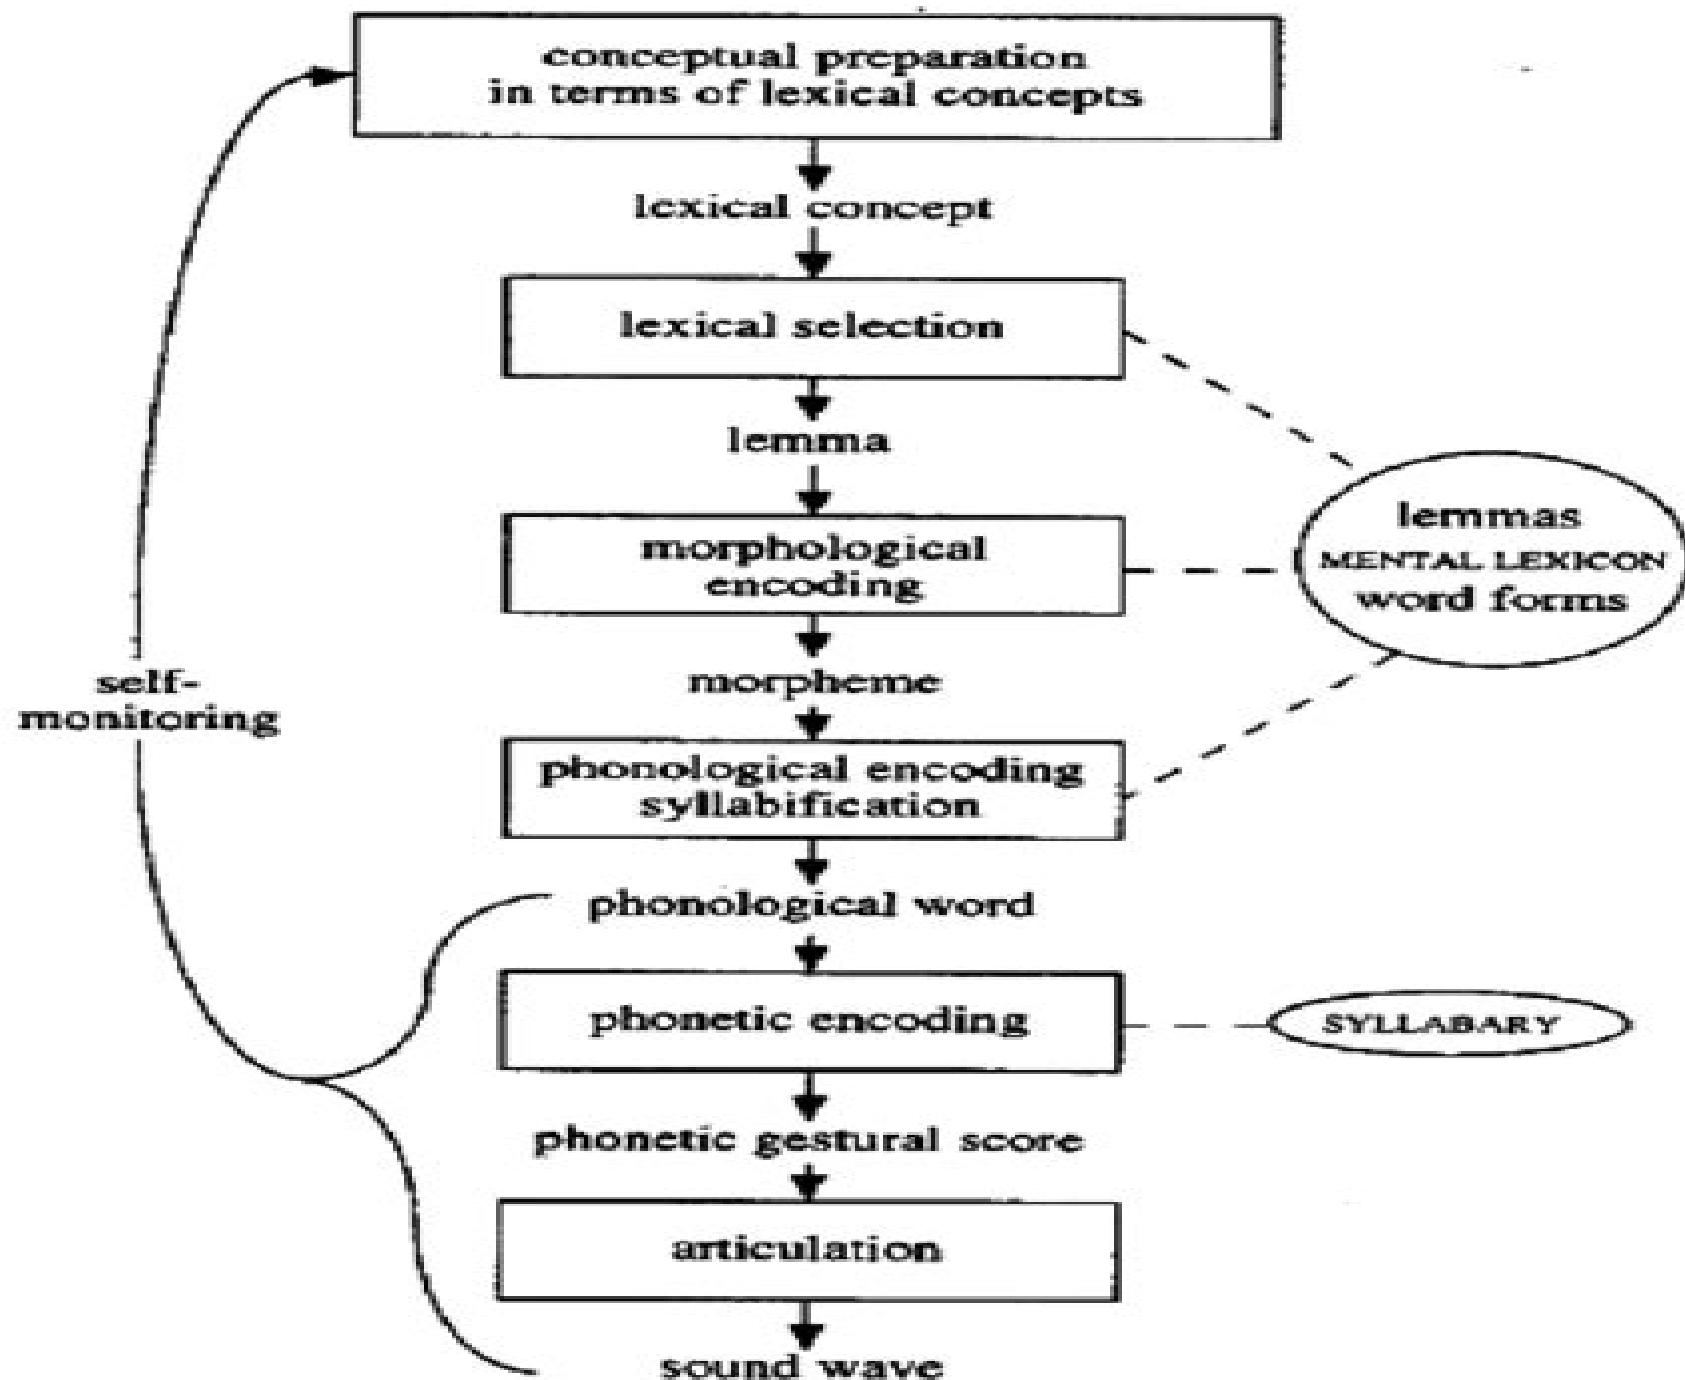 conceptual preparation
in terms of lexical concepts
lexical concept
lexical selection
lemma
lemmas
MENTAL LEXICON
word forms
morphological
encoding
self-
monitoring
morpheme
phonological encoding
syllabification
phonological word
phonetic encoding
SYLLABARY
phonetic gestural score
articulation
sound wave